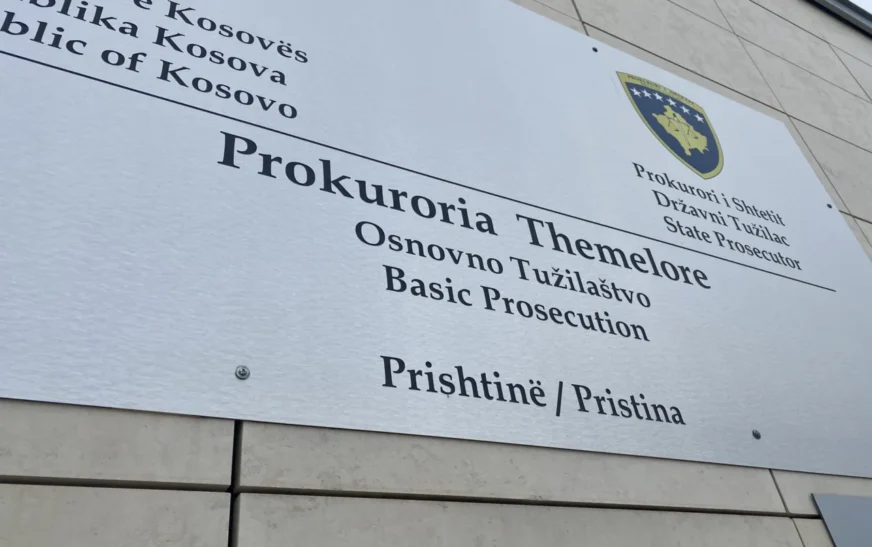 e Kosovës
blika Kosova
blic of Kosovo
Prokurori i Shtetit
Državni Tužilac
State Prosecutor
Prokuroria Themelore
Osnovno Tužilaštvo
Basic Prosecution
Prishtinë / Pristina